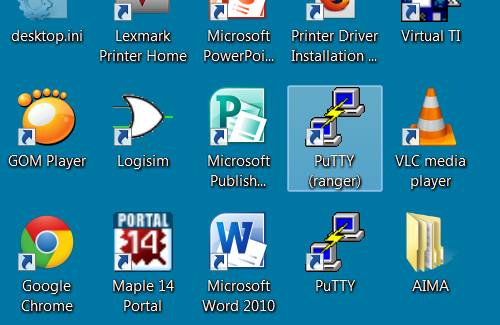 desktop.ini
Lexmark
Printer Home
Microsoft
PowerPoi...
Printer Driver
Installation ...
Virtual TI
GOM Player
Logisim
Microsoft
Publish...
PuTTY
(ranger)
VLC media
player
Google
Chrome
PORTAL
14
Maple 14
Portal
W
Microsoft
Word 2010
PuTTY
AIMA